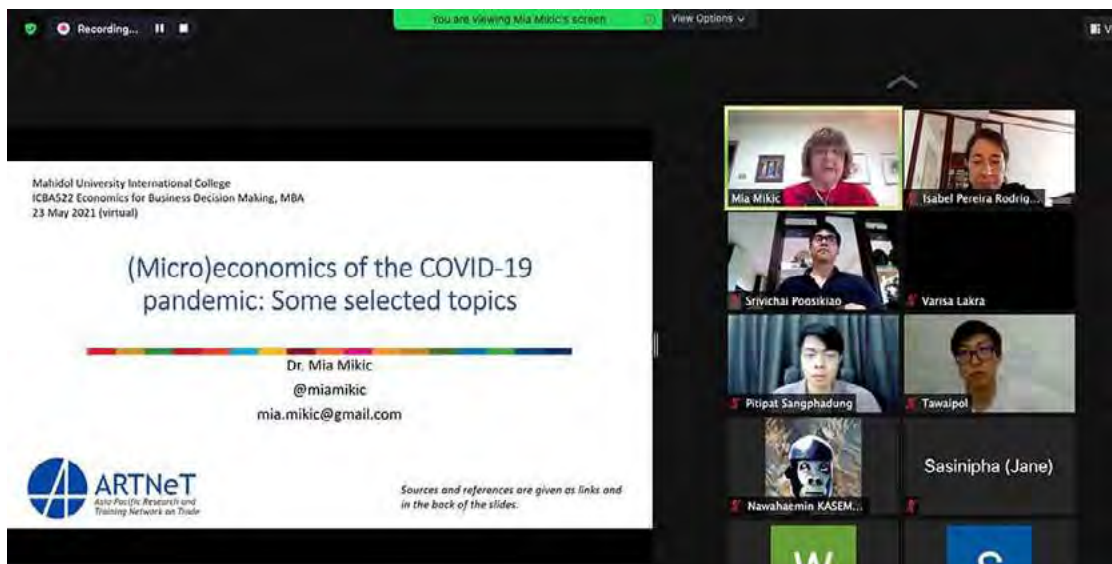 Recording...
You are viewing Mia Mikic's screen
View Options
V
Mahidol University International College
ICBA522 Economics for Business Decision Making, MBA
23 May 2021 (virtual)
(Micro)economics of the COVID-19
pandemic: Some selected topics
Dr. Mia Mikic
@miamikic
mia.mikic@gmail.com
ARTNeT
Asia-Pacific Research and
Training Network on Trade
Sources and references are given as links and
in the back of the slides.
Mia Mikic
Isabel Pereira Rodrig...
Srivichai Poosikiao
Varisa Lakra
Pitipat Sangphadung
Tawaipol
Nawahaemin KASEM...
Sasinipha (Jane)
W
S